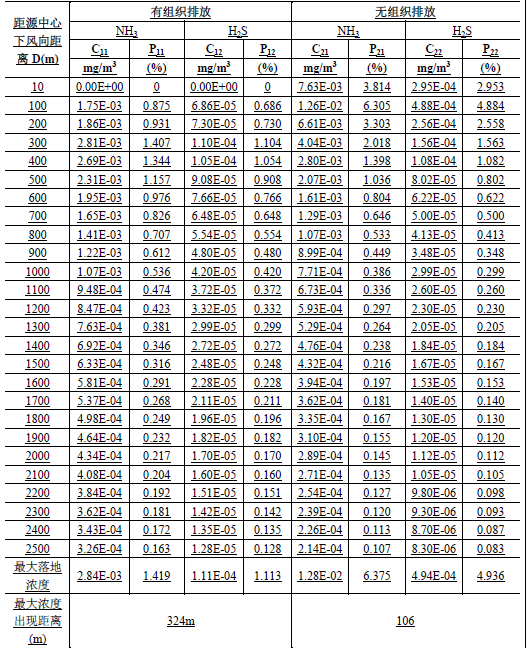 距源中心下风向距离 D(m) 有组织排放 无组织排放
NH3 H2S NH3 H2S
C11 P11 C12 P12 C21 P21 C22 P22
mg/m3 (%) mg/m3 (%) mg/m3 (%) mg/m3 (%)
10 0.00E+00 0 0.00E+00 0 7.63E-03 3.814 2.95E-04 2.953
100 1.75E-03 0.875 6.86E-05 0.686 1.26E-02 6.305 4.88E-04 4.884
200 1.86E-03 0.931 7.30E-05 0.730 6.61E-03 3.303 2.56E-04 2.558
300 2.81E-03 1.407 1.10E-04 1.104 4.04E-03 2.018 1.56E-04 1.563
400 2.69E-03 1.344 1.05E-04 1.054 2.80E-03 1.398 1.08E-04 1.082
500 2.31E-03 1.157 9.08E-05 0.908 2.07E-03 1.036 8.02E-05 0.802
600 1.95E-03 0.976 7.66E-05 0.766 1.61E-03 0.804 6.22E-05 0.622
700 1.65E-03 0.826 6.48E-05 0.648 1.29E-03 0.646 5.00E-05 0.500
800 1.41E-03 0.707 5.54E-05 0.554 1.07E-03 0.533 4.13E-05 0.413
900 1.22E-03 0.612 4.80E-05 0.480 8.99E-04 0.449 3.48E-05 0.348
1000 1.07E-03 0.536 4.20E-05 0.420 7.71E-04 0.386 2.99E-05 0.299
1100 9.48E-04 0.474 3.72E-05 0.372 6.73E-04 0.336 2.60E-05 0.260
1200 8.47E-04 0.423 3.32E-05 0.332 5.93E-04 0.297 2.30E-05 0.230
1300 7.63E-04 0.381 2.99E-05 0.299 5.29E-04 0.264 2.05E-05 0.205
1400 6.92E-04 0.346 2.72E-05 0.272 4.76E-04 0.238 1.84E-05 0.184
1500 6.33E-04 0.316 2.48E-05 0.248 4.32E-04 0.216 1.67E-05 0.167
1600 5.81E-04 0.291 2.28E-05 0.228 3.94E-04 0.197 1.53E-05 0.153
1700 5.37E-04 0.268 2.11E-05 0.211 3.62E-04 0.181 1.40E-05 0.140
1800 4.98E-04 0.249 1.96E-05 0.196 3.35E-04 0.167 1.30E-05 0.130
1900 4.64E-04 0.232 1.82E-05 0.182 3.10E-04 0.155 1.20E-05 0.120
2000 4.34E-04 0.217 1.70E-05 0.170 2.89E-04 0.145 1.12E-05 0.112
2100 4.08E-04 0.204 1.60E-05 0.160 2.71E-04 0.135 1.05E-05 0.105
2200 3.84E-04 0.192 1.51E-05 0.151 2.54E-04 0.127 9.80E-06 0.098
2300 3.62E-04 0.181 1.42E-05 0.142 2.39E-04 0.120 9.30E-06 0.093
2400 3.43E-04 0.172 1.35E-05 0.135 2.26E-04 0.113 8.70E-06 0.087
2500 3.26E-04 0.163 1.28E-05 0.128 2.14E-04 0.107 8.30E-06 0.083
最大落地浓度 2.84E-03 1.419 1.11E-04 1.113 1.28E-02 6.375 4.94E-04 4.936
最大浓度出现距离(m) 324m 106